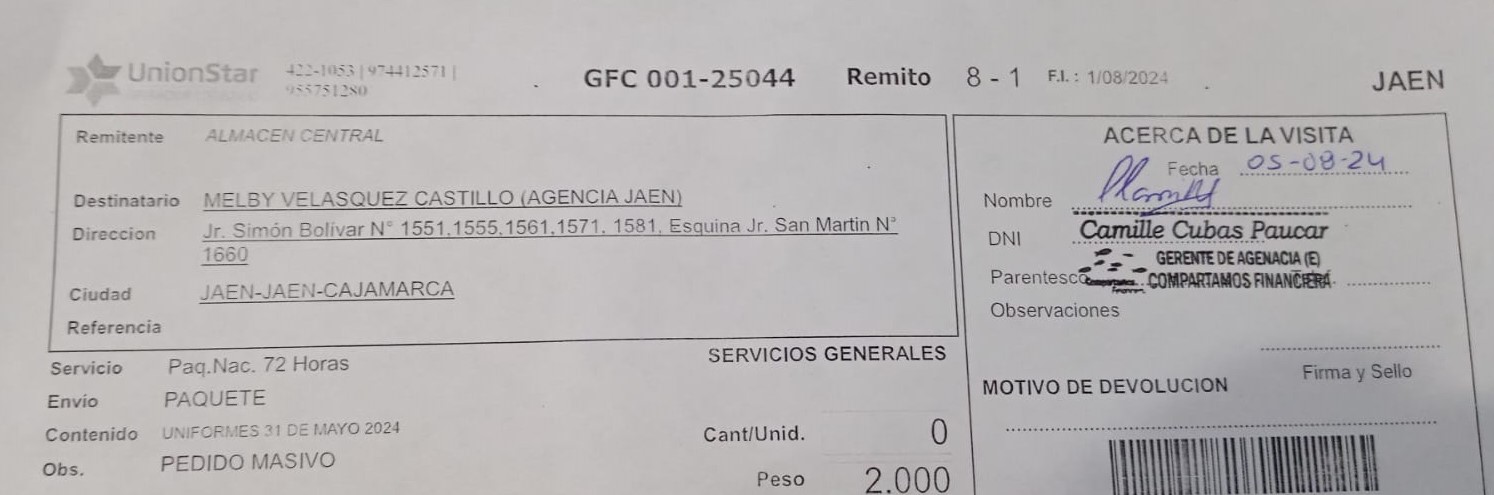 UnionStar 422-1053 | 974412571 | GFC 001-25044 Remito 8 - 1 F.I. : 1/08/2024 JAEN
955751280
Remitente ALMACEN CENTRAL
Destinatario MELBY VELASQUEZ CASTILLO (AGENCIA JAEN)
Direccion Jr. Simón Bolívar N° 1551,1555,1561,1571, 1581, Esquina Jr. San Martin N°
1660
Ciudad JAEN-JAEN-CAJAMARCA
Referencia
Servicio Paq.Nac. 72 Horas SERVICIOS GENERALES
Envio PAQUETE
Contenido UNIFORMES 31 DE MAYO 2024 Cant/Unid. 0
Obs. PEDIDO MASIVO Peso 2.000
ACERCA DE LA VISITA
Fecha 05-08-24
Nombre
DNI Camille Cubas Paucar
GERENTE DE AGENACIA (E)
Parentesco COMPARTAMOS FINANCIERA
Observaciones
Firma y Sello
MOTIVO DE DEVOLUCION